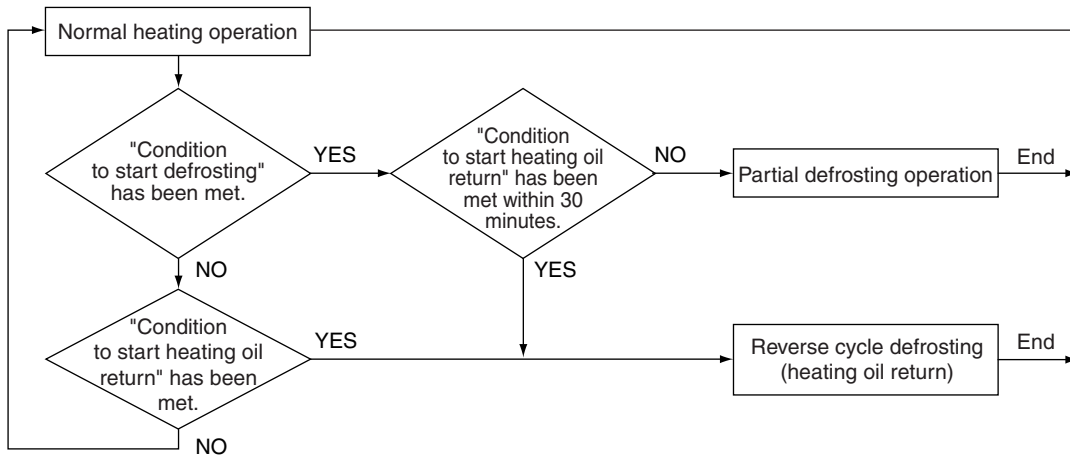 Normal heating operation
"Condition
to start defrosting"
has been met.
YES
"Condition
to start heating oil
return" has been
met within 30
minutes.
NO
Partial defrosting operation
End
NO
YES
"Condition
to start heating oil
return" has been
met.
YES
Reverse cycle defrosting
(heating oil return)
End
NO